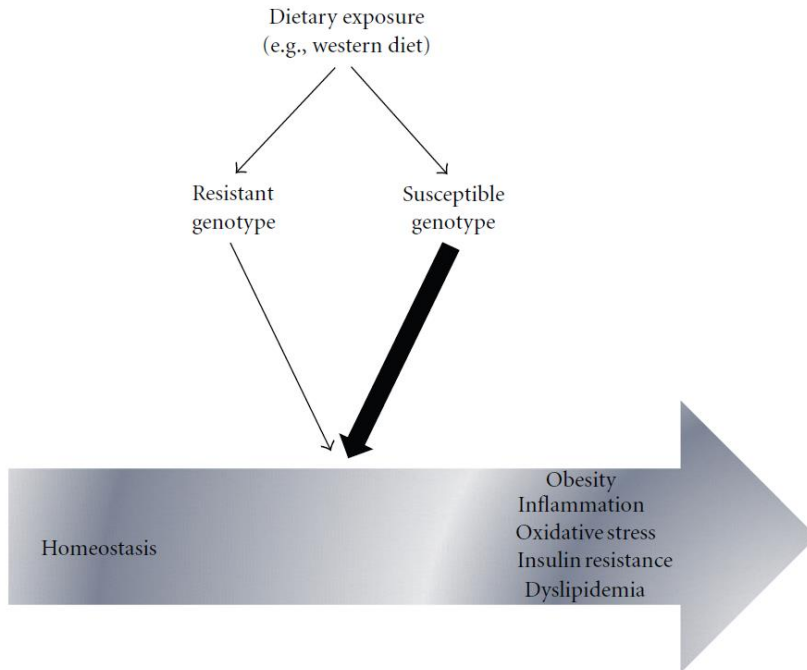 Dietary exposure
(e.g., western diet)
Resistant
genotype
Susceptible
genotype
Homeostasis
Obesity
Inflammation
Oxidative stress
Insulin resistance
Dyslipidemia